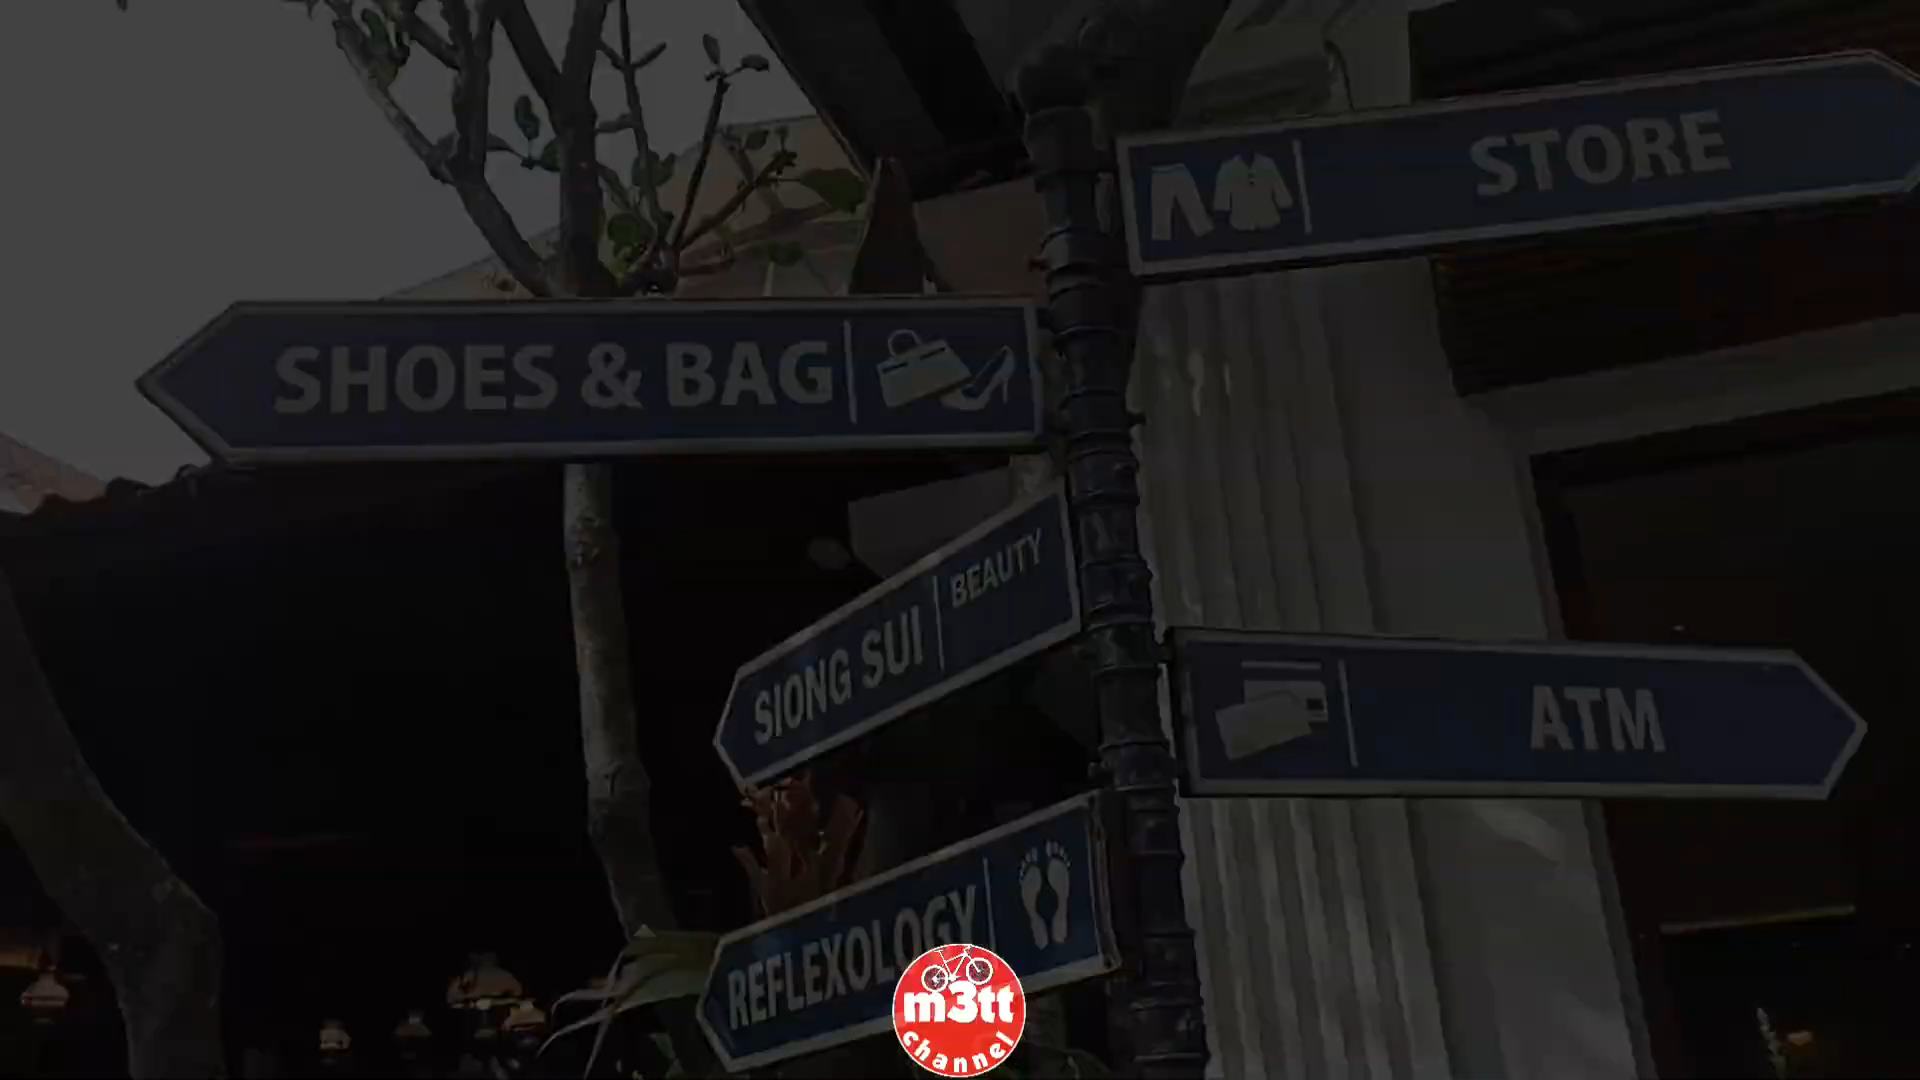 STORE
SHOES & BAG
SIONG SUI BEAUTY
ATM
REFLEXOLOGY
m3tt
channel